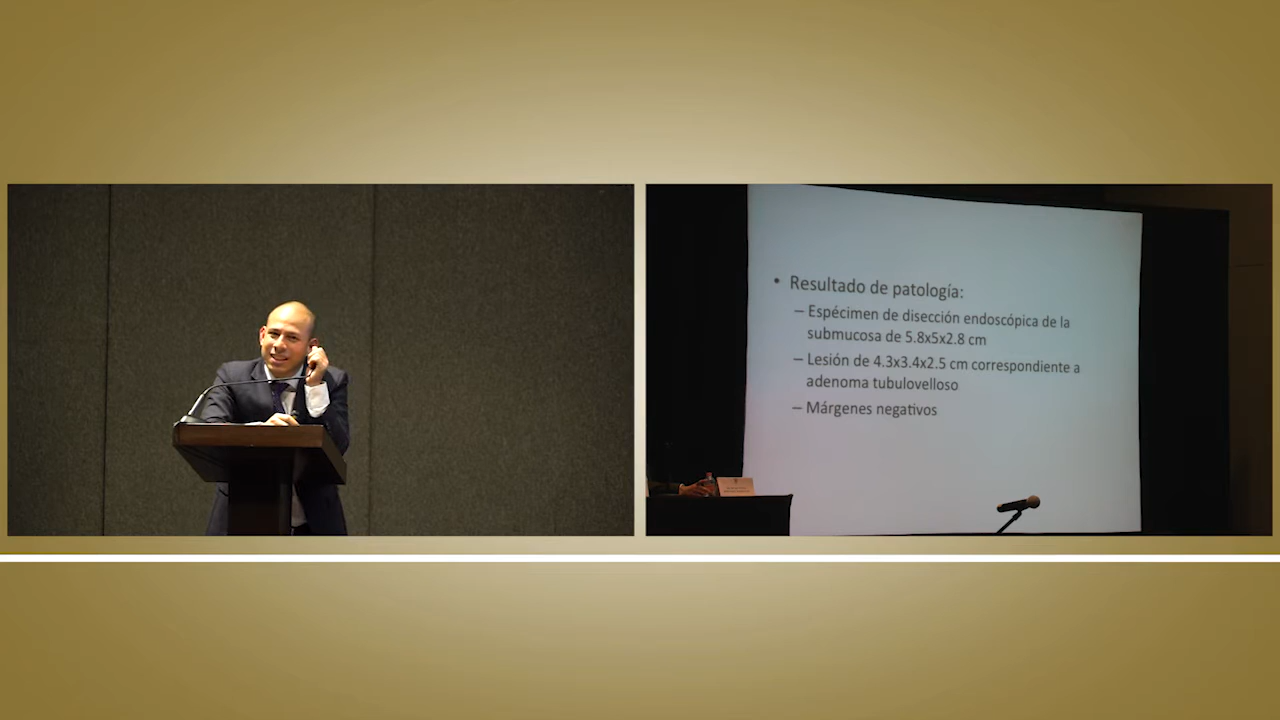 • Resultado de patología:
– Espécimen de disección endoscópica de la
submucosa de 5.8x5x2.8 cm
– Lesión de 4.3x3.4x2.5 cm correspondiente a
adenoma tubulovelloso
– Márgenes negativos